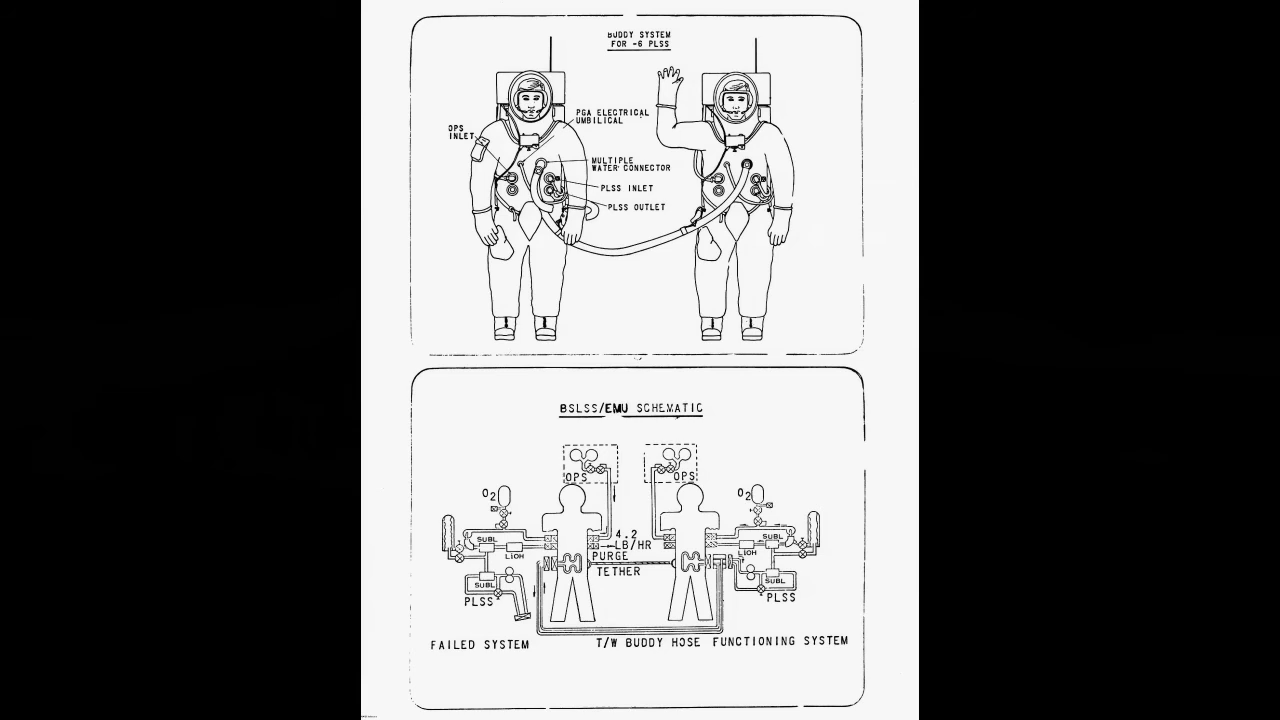 BUDDY SYSTEM
FOR -6 PLSS
PGA ELECTRICAL
UMBILICAL
OPS
INLET
MULTIPLE
WATER CONNECTOR
PLSS INLET
PLSS OUTLET
BSLSS/EMU SCHEMATIC
OPS
OPS
O2
O2
4.2
LB/HR
PURGE
TETHER
SUBL
LiOH
SUBL
PLSS
SUBL
LiOH
SUBL
PLSS
FAILED SYSTEM
T/W BUDDY HOSE FUNCTIONING SYSTEM